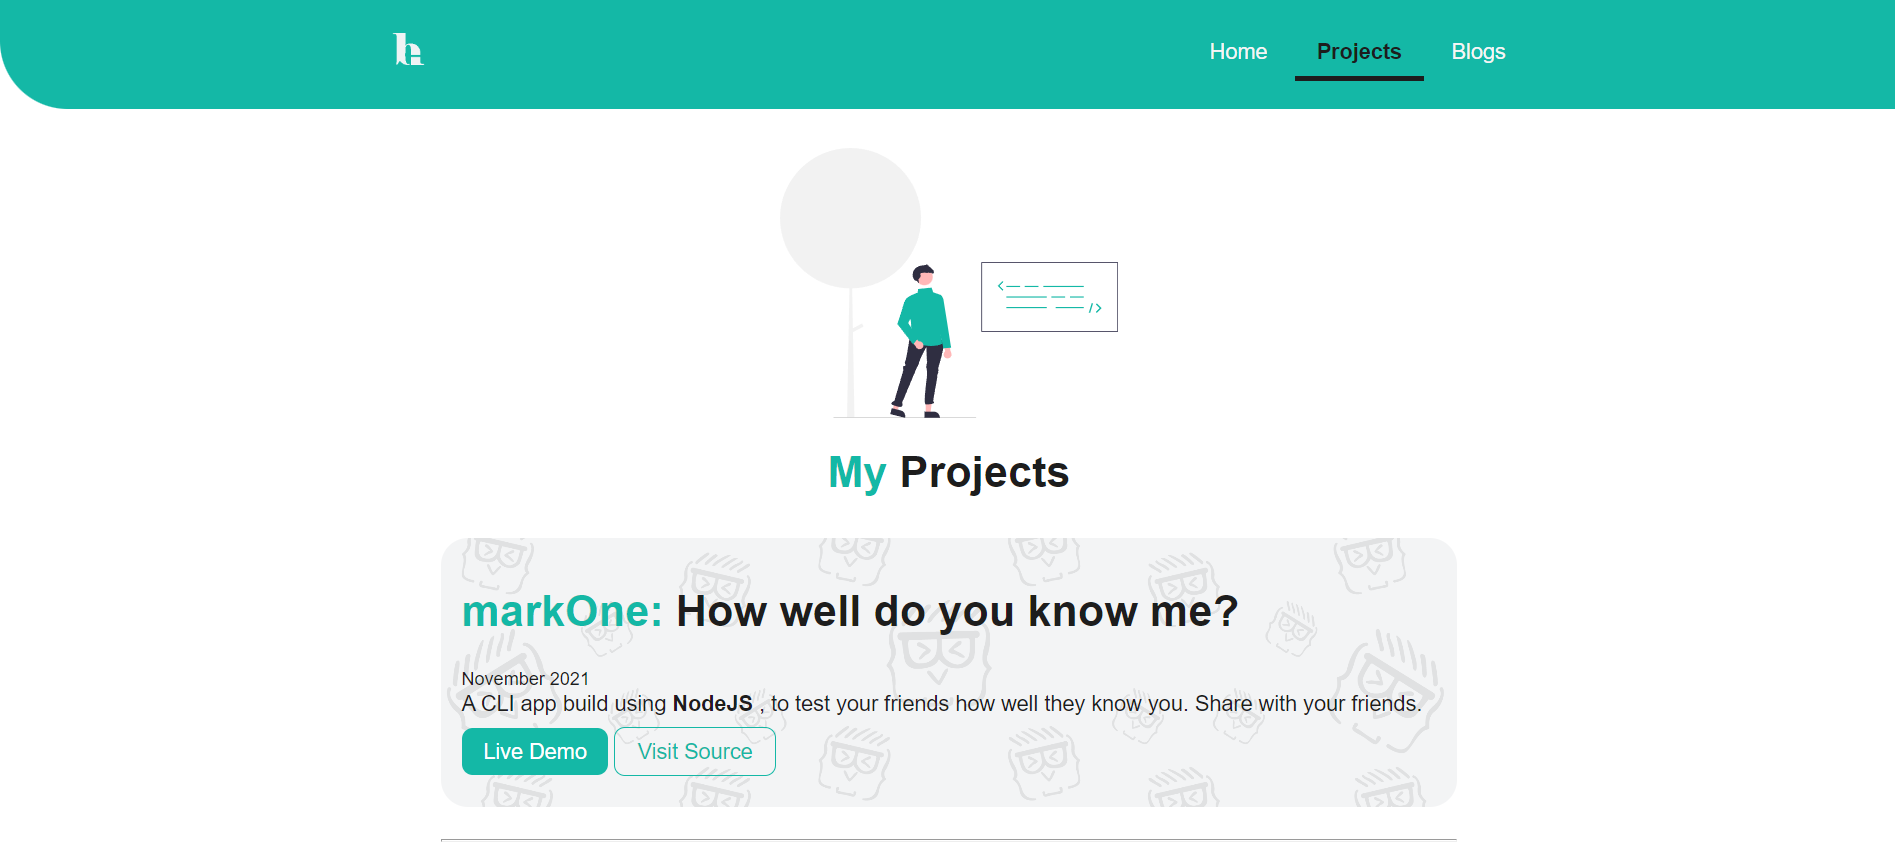 h
Home Projects Blogs
My Projects
markOne: How well do you know me?
November 2021
A CLI app build using NodeJS , to test your friends how well they know you. Share with your friends.
Live Demo Visit Source